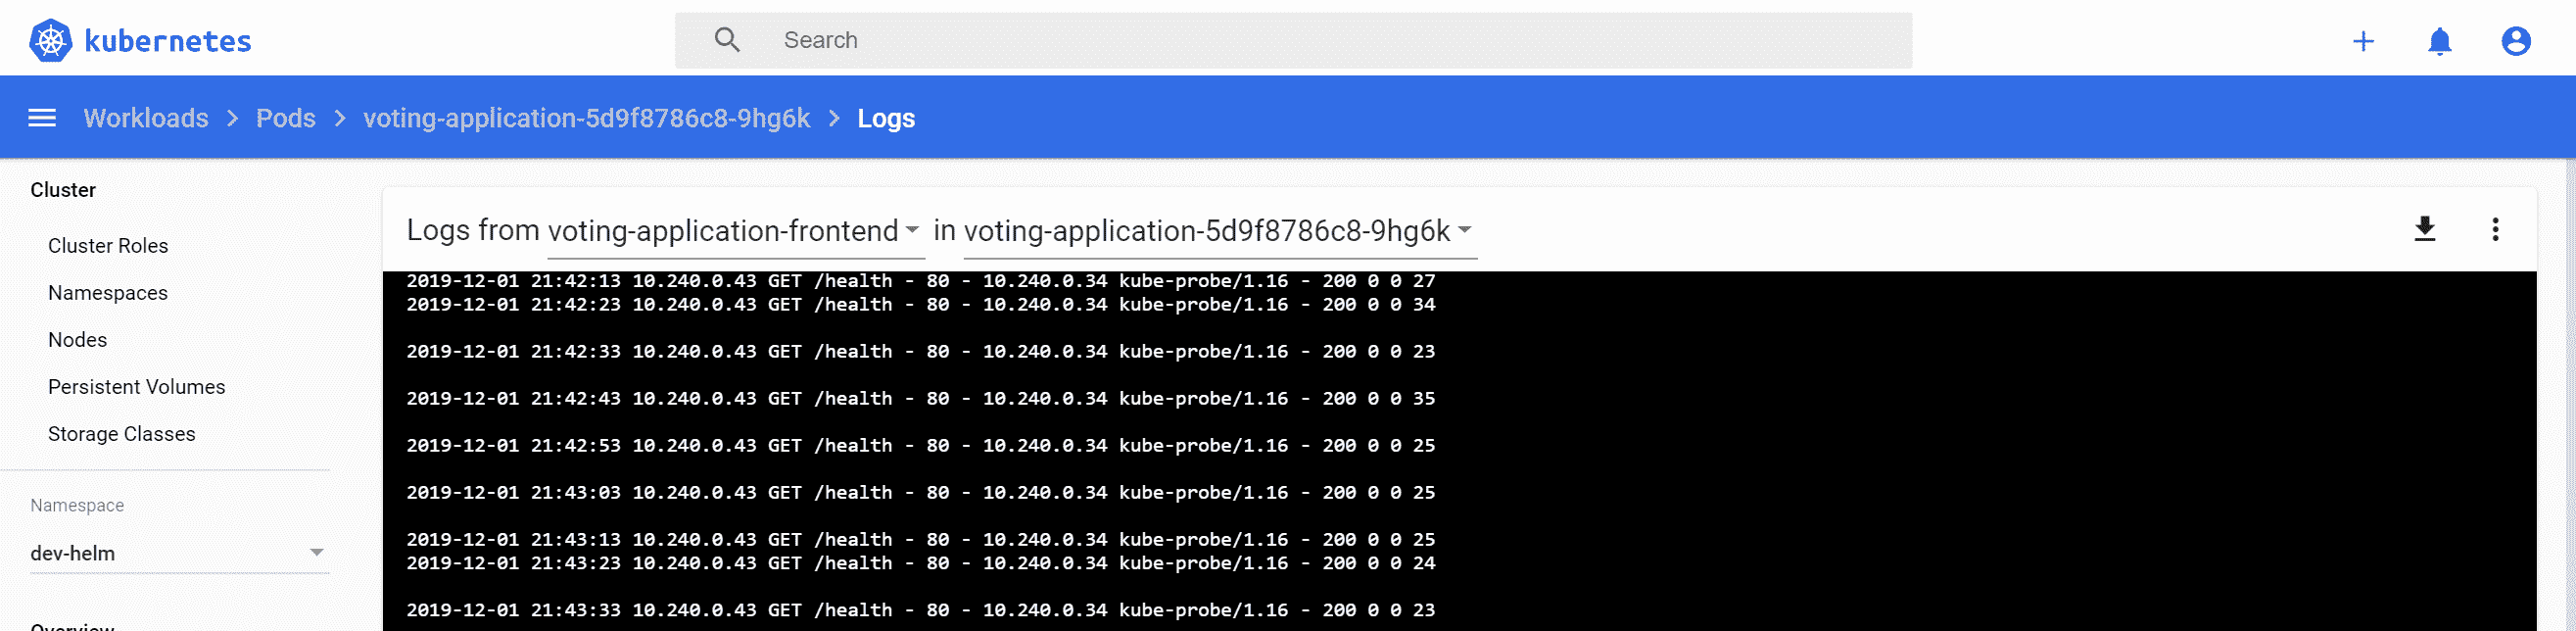 kubernetes
Search
Workloads > Pods > voting-application-5d9f8786c8-9hg6k > Logs
Cluster
Cluster Roles
Namespaces
Nodes
Persistent Volumes
Storage Classes
Namespace
dev-helm
Overview
Logs from voting-application-frontend in voting-application-5d9f8786c8-9hg6k
2019-12-01 21:42:13 10.240.0.43 GET /health - 80 - 10.240.0.34 kube-probe/1.16 - 200 0 0 27
2019-12-01 21:42:23 10.240.0.43 GET /health - 80 - 10.240.0.34 kube-probe/1.16 - 200 0 0 34
2019-12-01 21:42:33 10.240.0.43 GET /health - 80 - 10.240.0.34 kube-probe/1.16 - 200 0 0 23
2019-12-01 21:42:43 10.240.0.43 GET /health - 80 - 10.240.0.34 kube-probe/1.16 - 200 0 0 35
2019-12-01 21:42:53 10.240.0.43 GET /health - 80 - 10.240.0.34 kube-probe/1.16 - 200 0 0 25
2019-12-01 21:43:03 10.240.0.43 GET /health - 80 - 10.240.0.34 kube-probe/1.16 - 200 0 0 25
2019-12-01 21:43:13 10.240.0.43 GET /health - 80 - 10.240.0.34 kube-probe/1.16 - 200 0 0 25
2019-12-01 21:43:23 10.240.0.43 GET /health - 80 - 10.240.0.34 kube-probe/1.16 - 200 0 0 24
2019-12-01 21:43:33 10.240.0.43 GET /health - 80 - 10.240.0.34 kube-probe/1.16 - 200 0 0 23